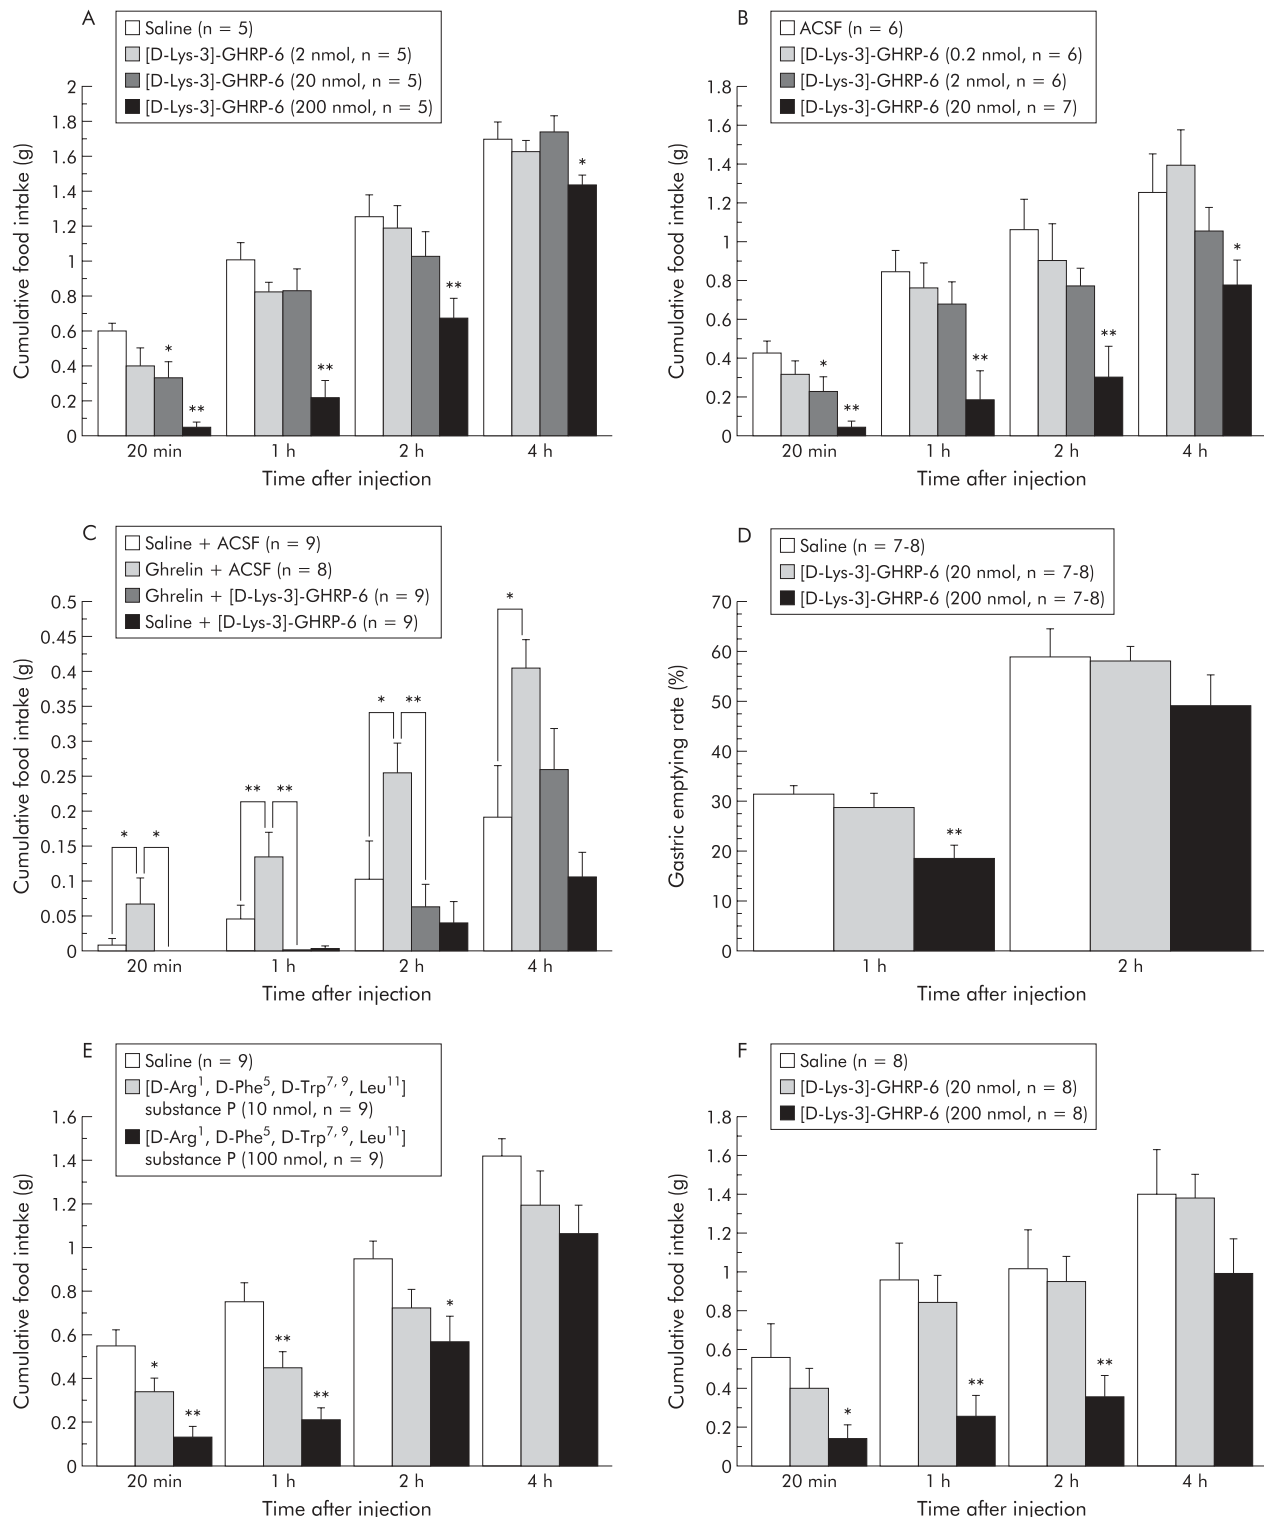 A
Saline (n = 5)
[D-Lys-3]-GHRP-6 (2 nmol, n = 5)
[D-Lys-3]-GHRP-6 (20 nmol, n = 5)
[D-Lys-3]-GHRP-6 (200 nmol, n = 5)
Cumulative food intake (g)
2
1.8
1.6
1.4
1.2
1
0.8
0.6
0.4
0.2
0
*
**
**
**
*
20 min
1 h
2 h
4 h
Time after injection
B
ACSF (n = 6)
[D-Lys-3]-GHRP-6 (0.2 nmol, n = 6)
[D-Lys-3]-GHRP-6 (2 nmol, n = 6)
[D-Lys-3]-GHRP-6 (20 nmol, n = 7)
Cumulative food intake (g)
1.8
1.6
1.4
1.2
1
0.8
0.6
0.4
0.2
0
*
**
**
**
*
20 min
1 h
2 h
4 h
Time after injection
C
Saline + ACSF (n = 9)
Ghrelin + ACSF (n = 8)
Ghrelin + [D-Lys-3]-GHRP-6 (n = 9)
Saline + [D-Lys-3]-GHRP-6 (n = 9)
Cumulative food intake (g)
0.5
0.45
0.4
0.35
0.3
0.25
0.2
0.15
0.1
0.05
0
* *
** **
* **
*
20 min
1 h
2 h
4 h
Time after injection
D
Saline (n = 7-8)
[D-Lys-3]-GHRP-6 (20 nmol, n = 7-8)
[D-Lys-3]-GHRP-6 (200 nmol, n = 7-8)
Gastric emptying rate (%)
70
60
50
40
30
20
10
0
**
1 h
2 h
Time after injection
E
Saline (n = 9)
[D-Arg1, D-Phe5, D-Trp7, 9, Leu11]
substance P (10 nmol, n = 9)
[D-Arg1, D-Phe5, D-Trp7, 9, Leu11]
substance P (100 nmol, n = 9)
Cumulative food intake (g)
1.6
1.4
1.2
1
0.8
0.6
0.4
0.2
0
*
**
**
**
*
20 min
1 h
2 h
4 h
Time after injection
F
Saline (n = 8)
[D-Lys-3]-GHRP-6 (20 nmol, n = 8)
[D-Lys-3]-GHRP-6 (200 nmol, n = 8)
Cumulative food intake (g)
1.8
1.6
1.4
1.2
1
0.8
0.6
0.4
0.2
0
*
**
**
20 min
1 h
2 h
4 h
Time after injection